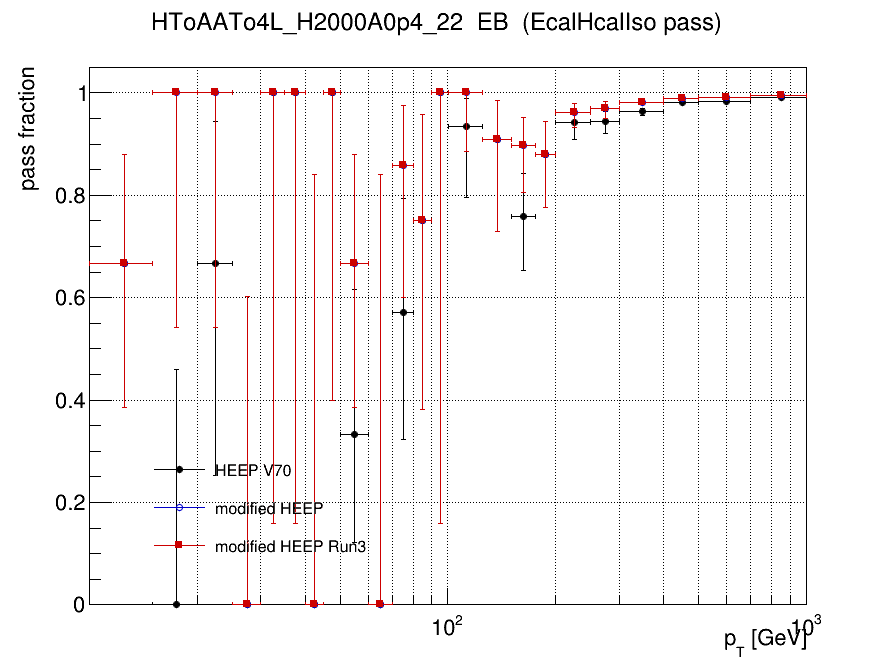 HToAATo4L_H2000A0p4_22 EB (EcalHcalIso pass)
pass fraction
1
0.8
0.6
0.4
0.2
0
HEEP V70
modified HEEP
modified HEEP Run3
10²
10³
p_T [GeV]